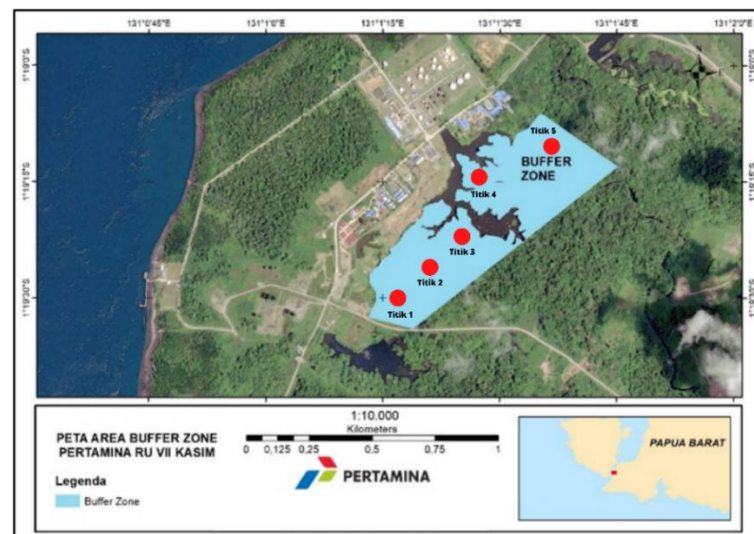 131°0'45"E
131°1'0"E
131°1'15"E
131°1'30"E
131°1'45"E
131°2'0"E
1°19'0"S
1°19'0"S
Titik 5
BUFFER
ZONE
Titik 4
1°19'15"S
1°19'15"S
Titik 3
Titik 2
1°19'30"S
1°19'30"S
Titik 1
PETA AREA BUFFER ZONE
PERTAMINA RU VII KASIM
Legenda
Buffer Zone
1:10.000
Kilometers
0 0,125 0,25 0,5 0,75 1
PERTAMINA
PAPUA BARAT